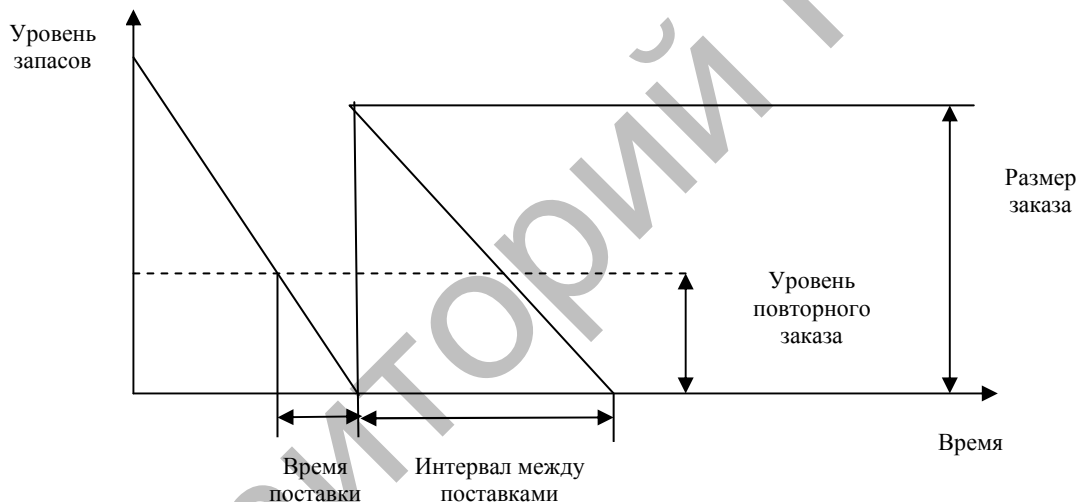 Уровень
запасов
Размер
заказа
Уровень
повторного
заказа
Время
Время
поставки
Интервал между
поставками